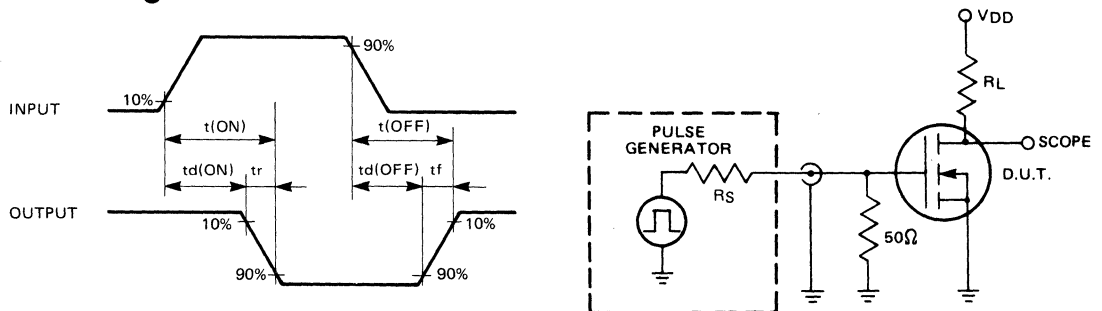 INPUT
10%
90%
t(ON)
t(OFF)
td(ON)
tr
td(OFF)
tf
OUTPUT
10%
10%
90%
90%
PULSE
GENERATOR
RS
50Ω
VDD
RL
SCOPE
D.U.T.